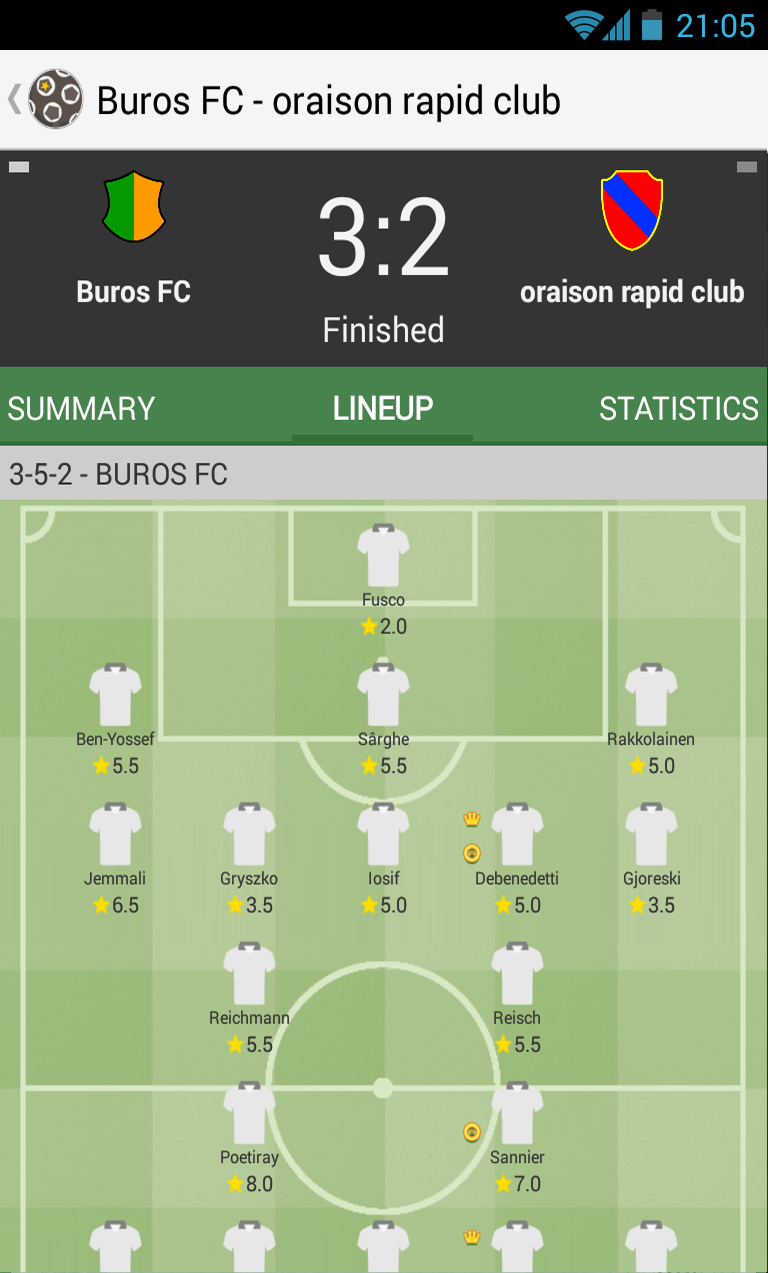 21:05
Buros FC - oraison rapid club
3:2
Buros FC
oraison rapid club
Finished
SUMMARY LINEUP STATISTICS
3-5-2 - BUROS FC
Fusco
2.0
Ben-Yossef Sârghe Rakkolainen
5.5 5.5 5.0
Jemmali Gryszko Iosif Debenedetti Gjoreski
6.5 3.5 5.0 5.0 3.5
Reichmann Reisch
5.5 5.5
Poetiray Sannier
8.0 7.0